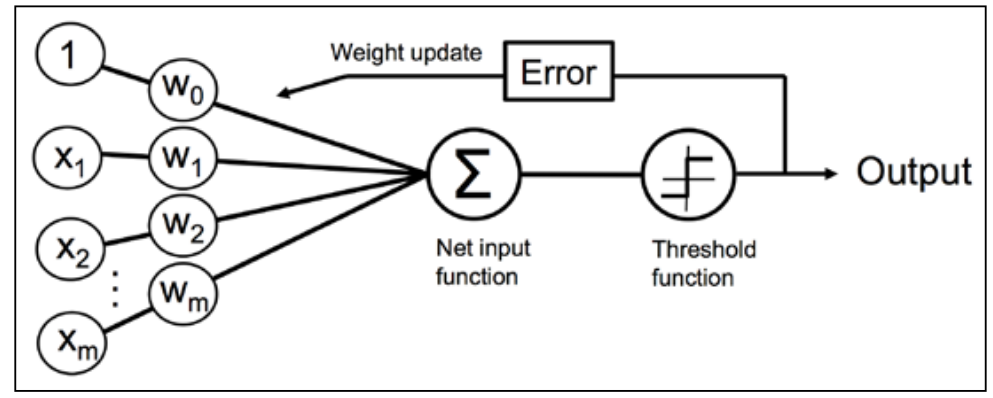 1
w₀
Weight update
Error
x₁
w₁
x₂
w₂
⋮
xₘ
wₘ
Σ
Net input
function
Threshold
function
Output